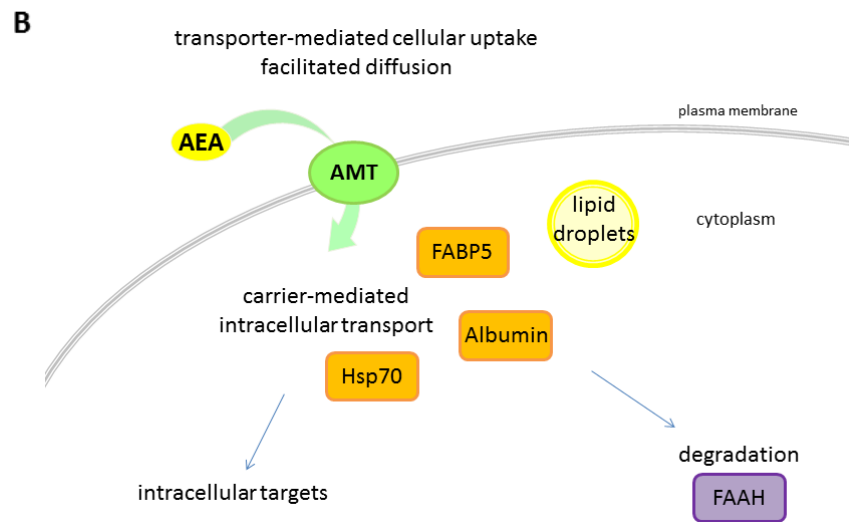 B
transporter-mediated cellular uptake
facilitated diffusion
plasma membrane
AEA
AMT
lipid
droplets
cytoplasm
FABP5
carrier-mediated
intracellular transport
Albumin
Hsp70
degradation
intracellular targets
FAAH